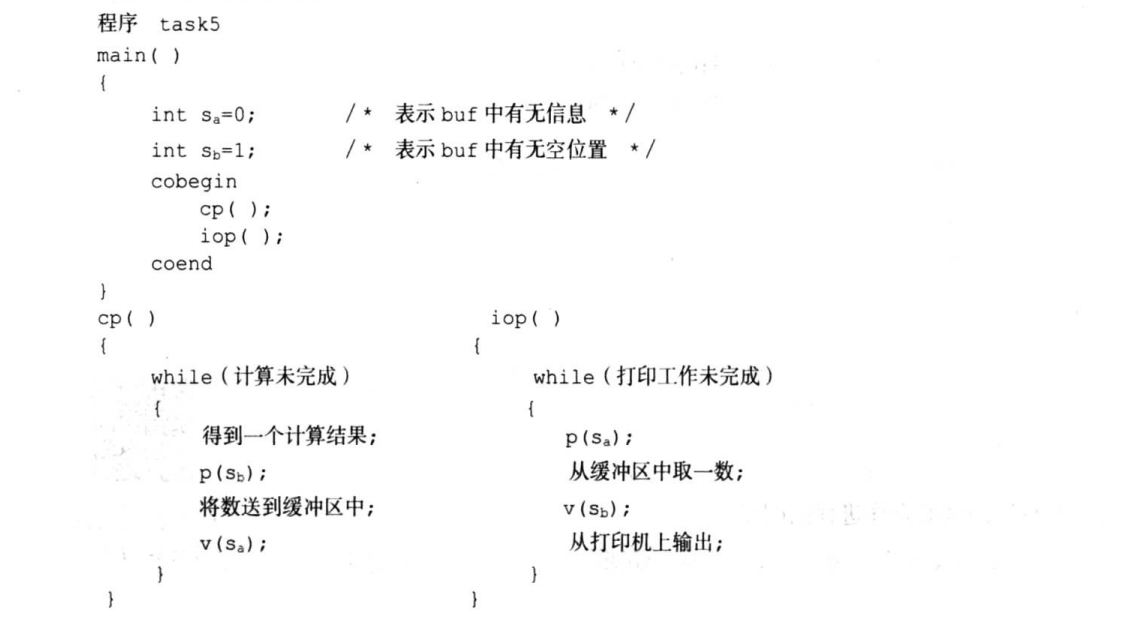 程序 task5
main( )
{
int sₐ=0; /* 表示 buf 中有无信息 */
int s_b=1; /* 表示 buf 中有无空位置 */
cobegin
cp( );
iop( );
coend
}
cp( )
{
while (计算未完成)
{
得到一个计算结果;
p(s_b);
将数送到缓冲区中;
v(sₐ);
}
}
iop( )
{
while (打印工作未完成)
{
p(sₐ);
从缓冲区中取一数;
v(s_b);
从打印机上输出;
}
}